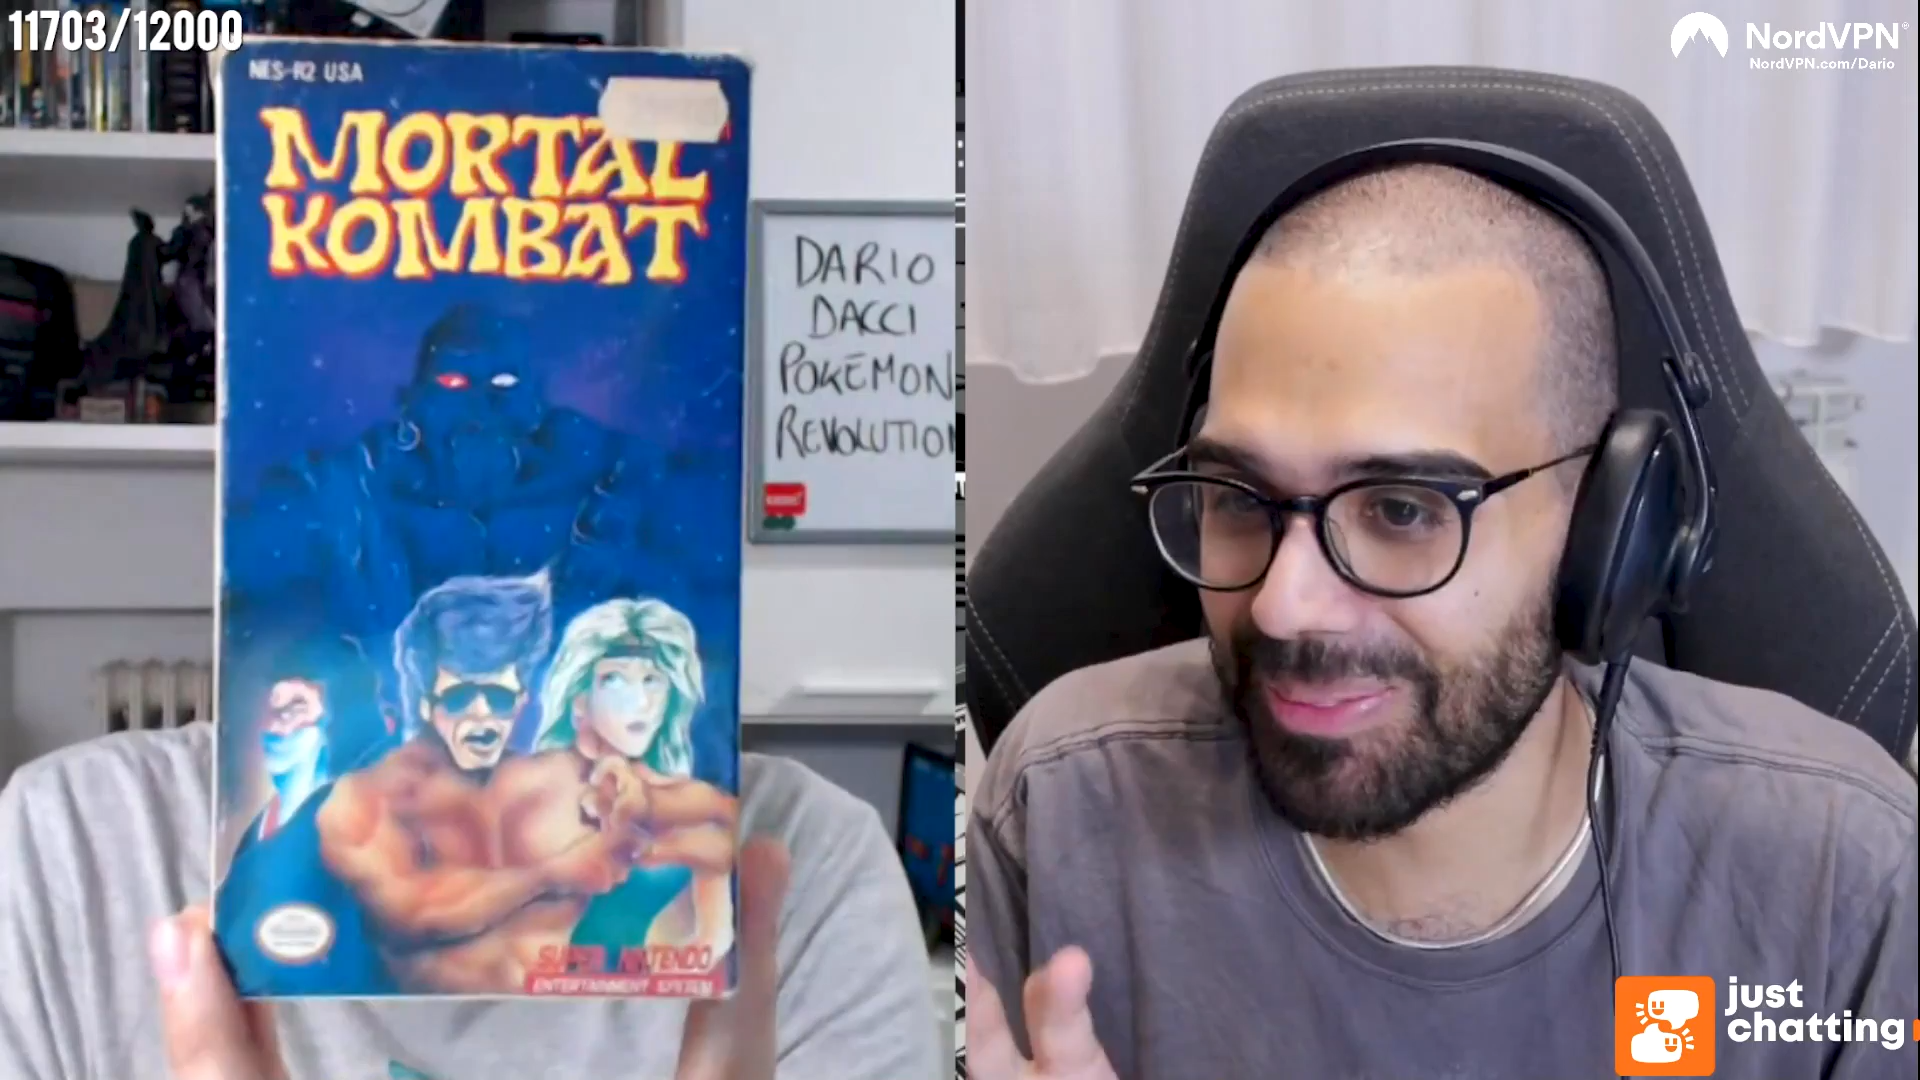 11703/12000
NES-R2 USA
MORTAL
KOMBAT
DARIO
DACCI
POKÉMON
REVOLUTION
SUPER NINTENDO
ENTERTAINMENT SYSTEM
NordVPN®
NordVPN.com/Dario
just
chatting